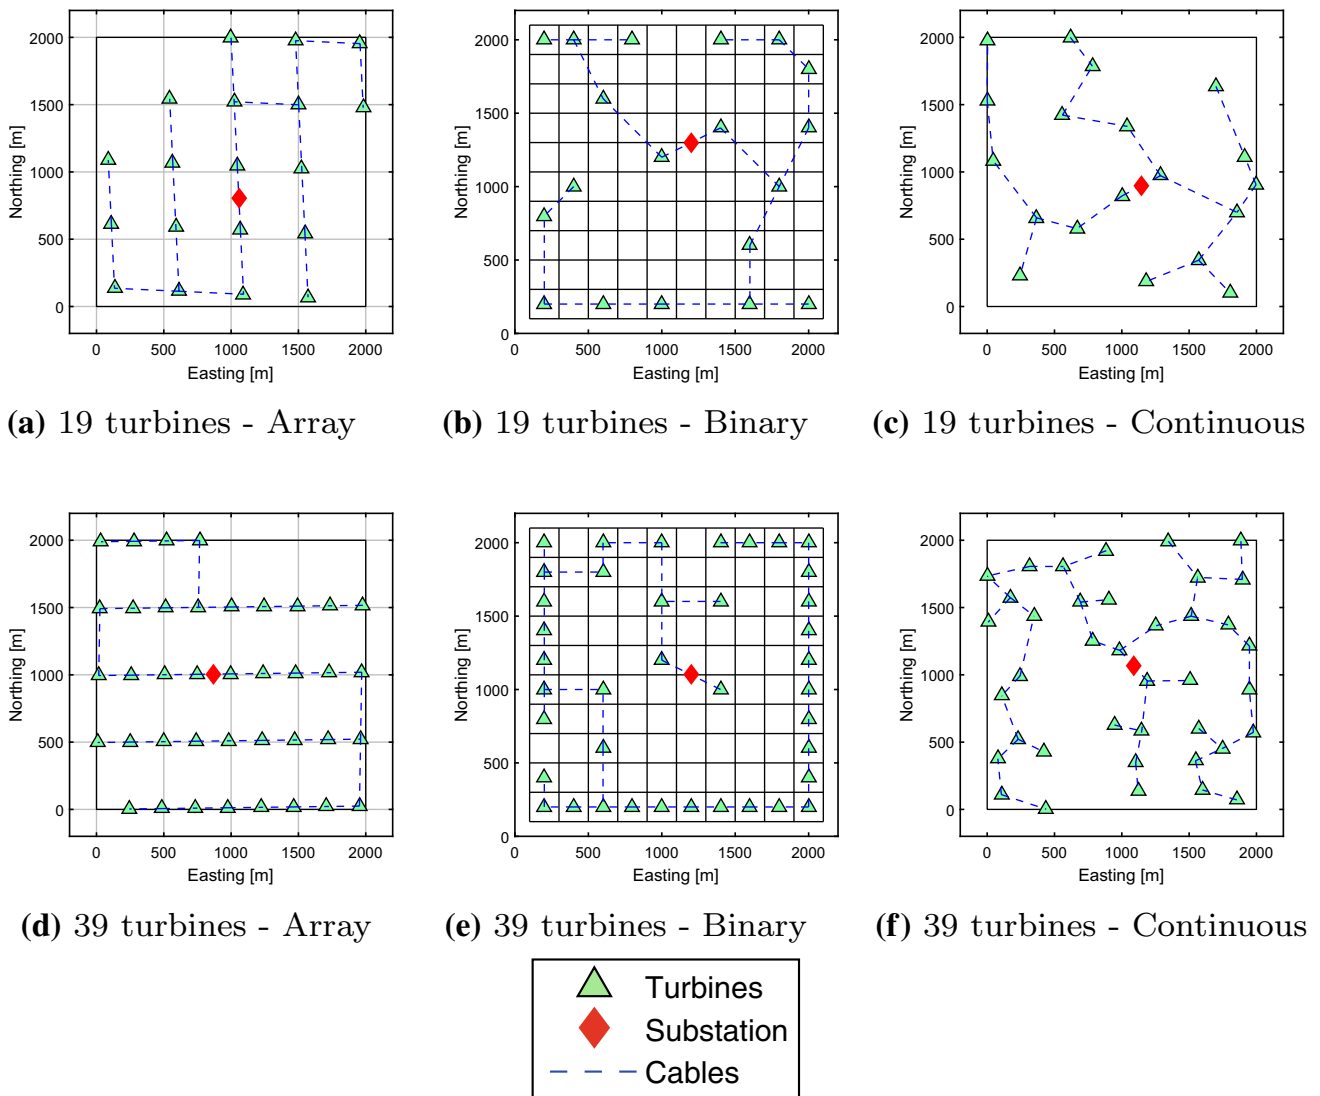 2000
1500
1000
500
0
Northing [m]
0 500 1000 1500 2000
Easting [m]
(a) 19 turbines - Array
2000
1500
1000
500
0
Northing [m]
0 500 1000 1500 2000
Easting [m]
(b) 19 turbines - Binary
2000
1500
1000
500
0
Northing [m]
0 500 1000 1500 2000
Easting [m]
(c) 19 turbines - Continuous
2000
1500
1000
500
0
Northing [m]
0 500 1000 1500 2000
Easting [m]
(d) 39 turbines - Array
2000
1500
1000
500
0
Northing [m]
0 500 1000 1500 2000
Easting [m]
(e) 39 turbines - Binary
2000
1500
1000
500
0
Northing [m]
0 500 1000 1500 2000
Easting [m]
(f) 39 turbines - Continuous
Turbines
Substation
Cables